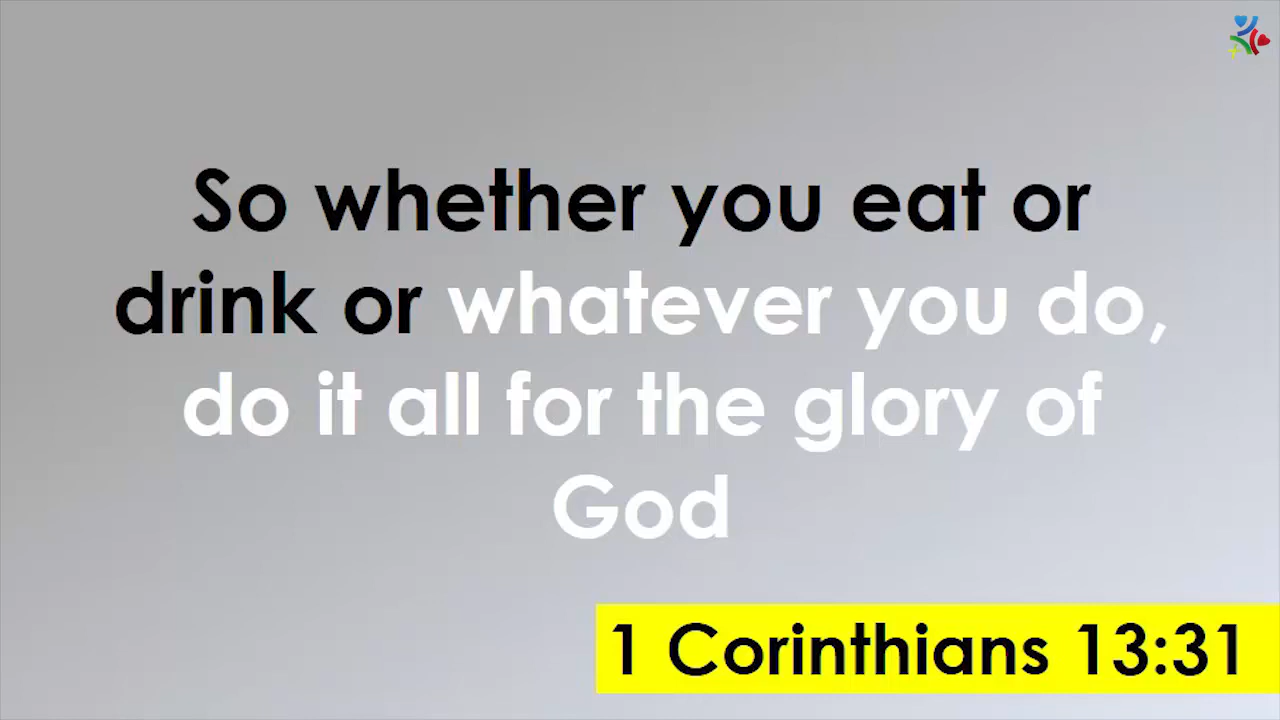 So whether you eat or
drink or whatever you do,
do it all for the glory of
God
1 Corinthians 13:31